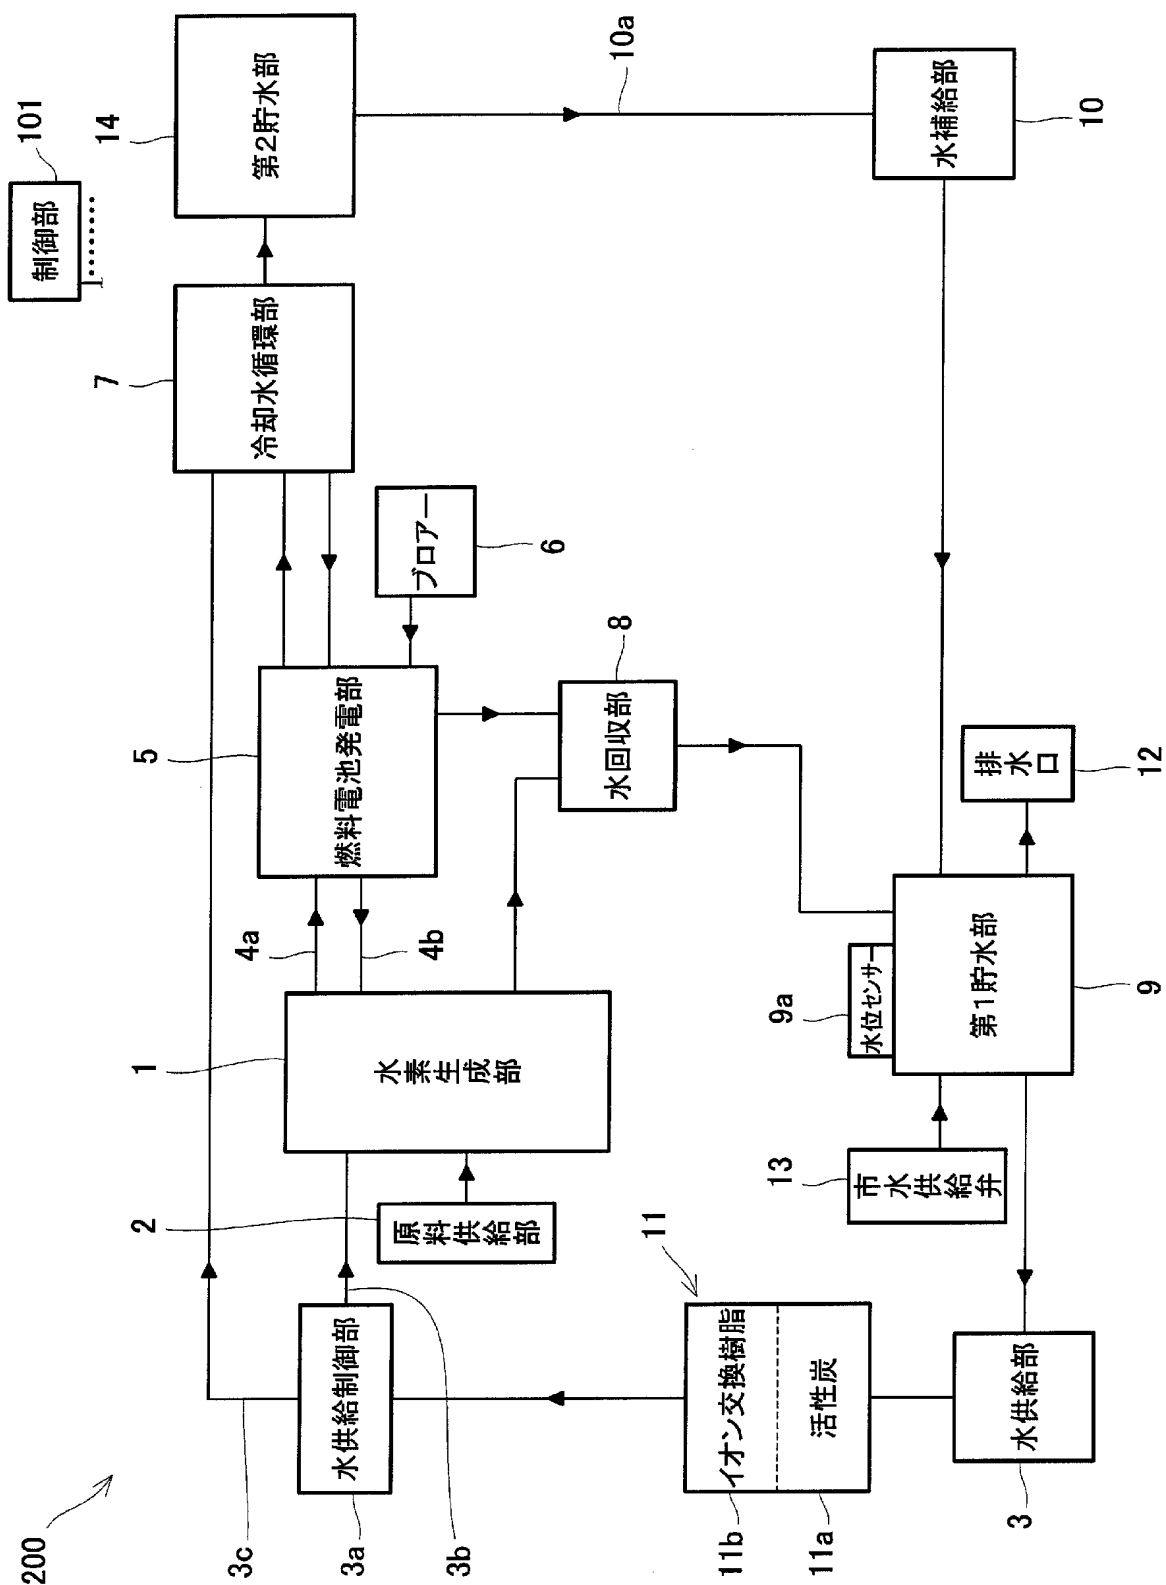 200
101
制御部
14
第2貯水部
10a
水補給部
10
7
冷却水循環部
ブロアー
6
5
燃料電池発電部
8
水回収部
4a
4b
1
水素生成部
2
原料供給部
排水口
12
9a
水位センサー
第1貯水部
9
13
市水供給弁
3c
水供給制御部
3a
3b
11
イオン交換樹脂
11b
活性炭
11a
水供給部
3